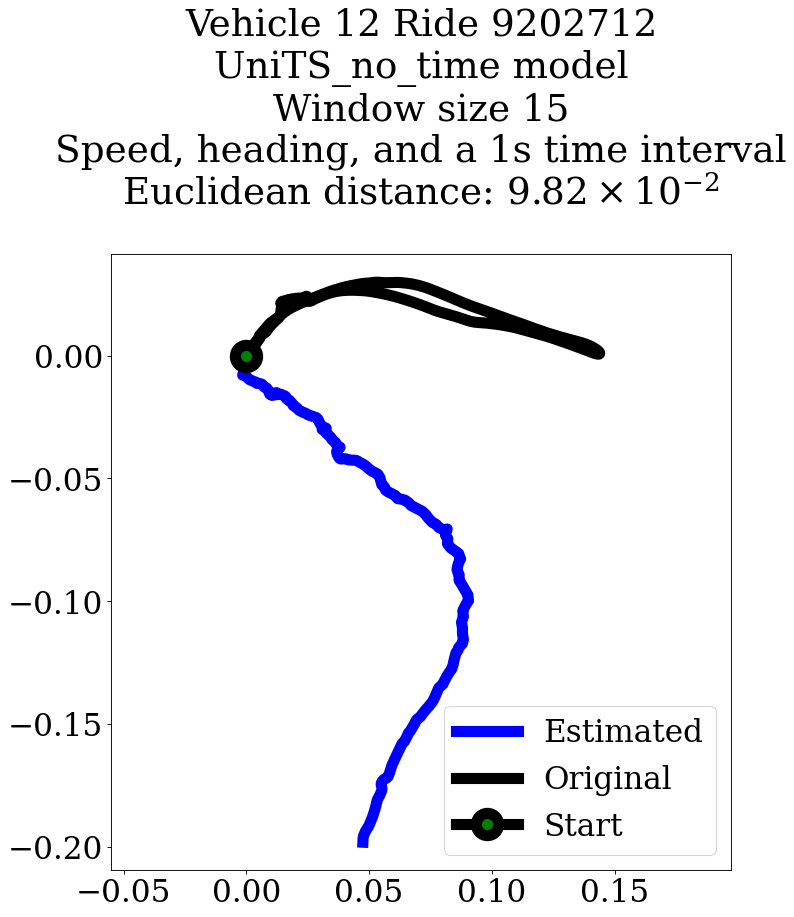 Vehicle 12 Ride 9202712
UniTS_no_time model
Window size 15
Speed, heading, and a 1s time interval
Euclidean distance: 9.82 × 10⁻²
0.00
−0.05
−0.10
−0.15
−0.20
−0.05 0.00 0.05 0.10 0.15
Estimated
Original
Start